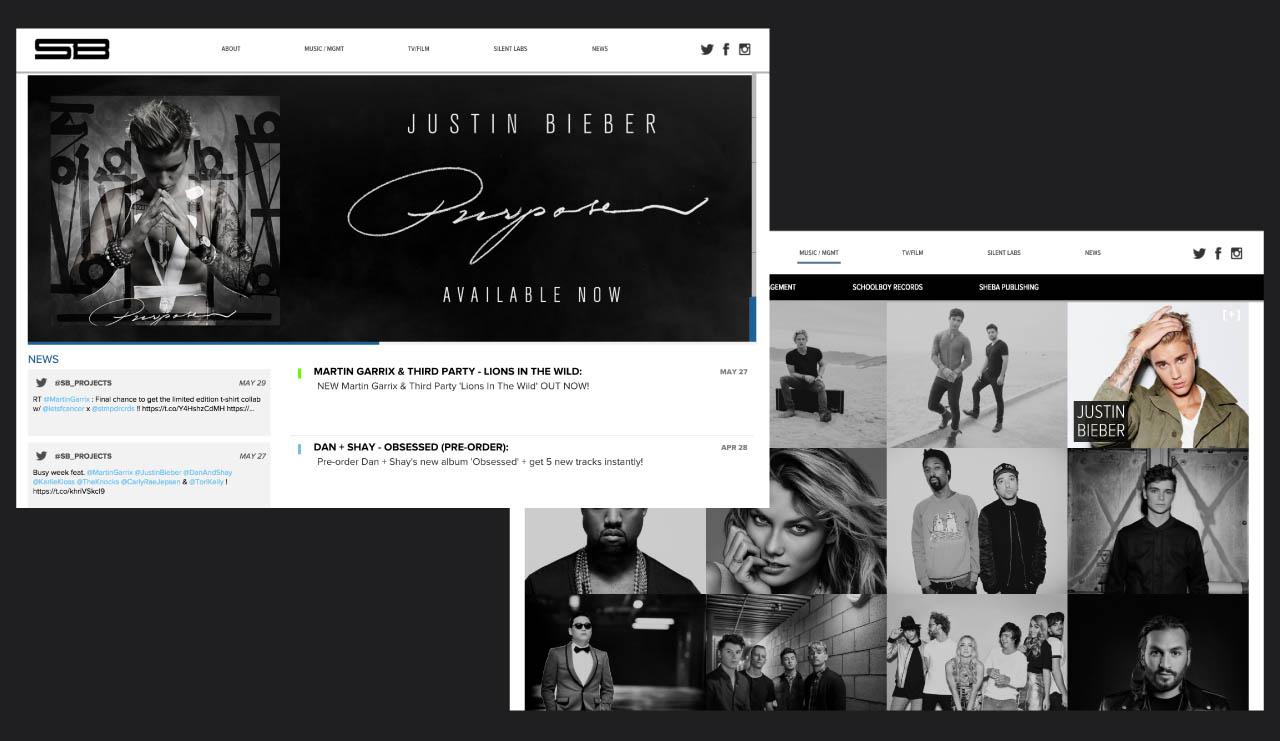 SB
ABOUT MUSIC / MGMT TV/FILM SILENT LABS NEWS
JUSTIN BIEBER
Purpose
AVAILABLE NOW
Purpose
NEWS
@SB_PROJECTS MAY 29
RT @MartinGarrix : Final chance to get the limited edition t-shirt collab
w/ @letsfcancer x @stmpdrcrds !! https://t.co/Y4HshzCdMH https://...
@SB_PROJECTS MAY 27
Busy week feat. @MartinGarrix @JustinBieber @DanAndShay
@KarlieKloss @TheKnocks @CarlyRaeJepsen & @ToriKelly !
MARTIN GARRIX & THIRD PARTY - LIONS IN THE WILD: MAY 27
NEW Martin Garrix & Third Party 'Lions In The Wild' OUT NOW!
DAN + SHAY - OBSESSED (PRE-ORDER): APR 28
Pre-order Dan + Shay's new album 'Obsessed' + get 5 new tracks instantly!
MUSIC / MGMT TV/FILM SILENT LABS NEWS
GEMENT SCHOOLBOY RECORDS SHEBA PUBLISHING
[+]
JUSTIN
BIEBER